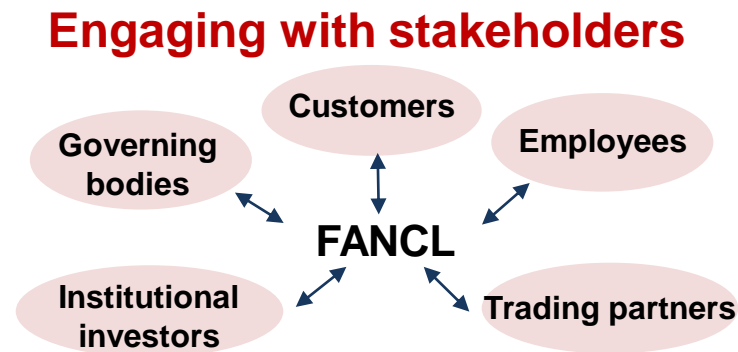 Engaging with stakeholders
Customers
Governing
bodies
Employees
FANCL
Institutional
investors
Trading partners